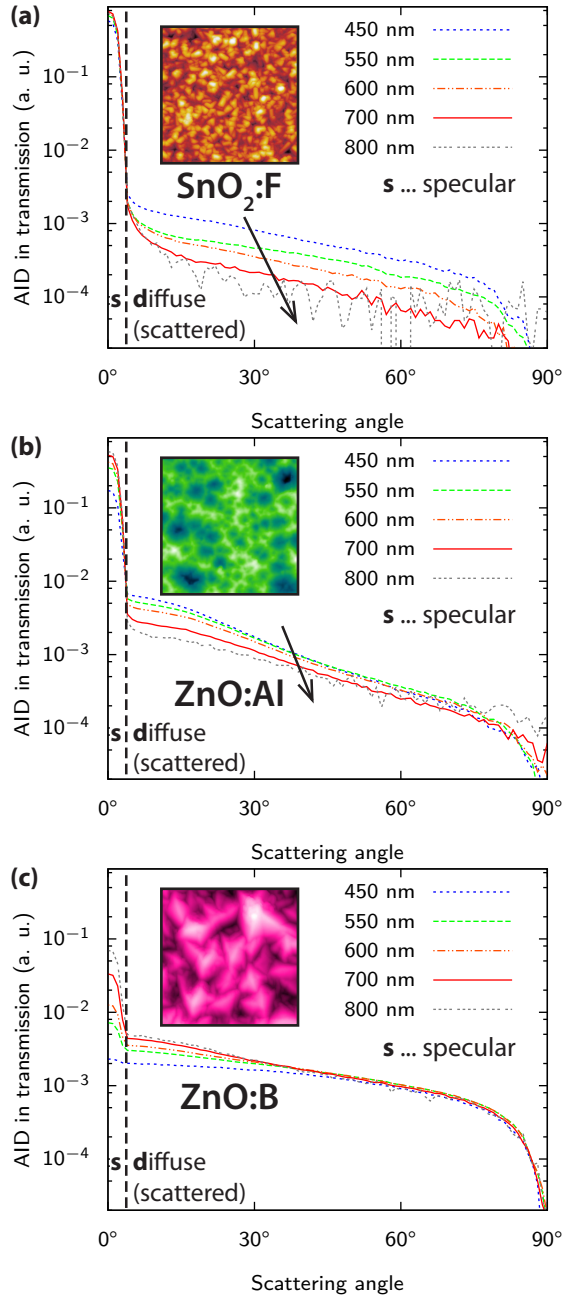 (a)
AID in transmission (a. u.)
10⁻¹
10⁻²
10⁻³
10⁻⁴
450 nm
550 nm
600 nm
700 nm
800 nm
s ... specular
SnO₂:F
s diffuse
(scattered)
0° 30° 60° 90°
Scattering angle
(b)
AID in transmission (a. u.)
10⁻¹
10⁻²
10⁻³
10⁻⁴
450 nm
550 nm
600 nm
700 nm
800 nm
s ... specular
ZnO:Al
s diffuse
(scattered)
0° 30° 60° 90°
Scattering angle
(c)
AID in transmission (a. u.)
10⁻¹
10⁻²
10⁻³
10⁻⁴
450 nm
550 nm
600 nm
700 nm
800 nm
s ... specular
ZnO:B
s diffuse
(scattered)
0° 30° 60° 90°
Scattering angle